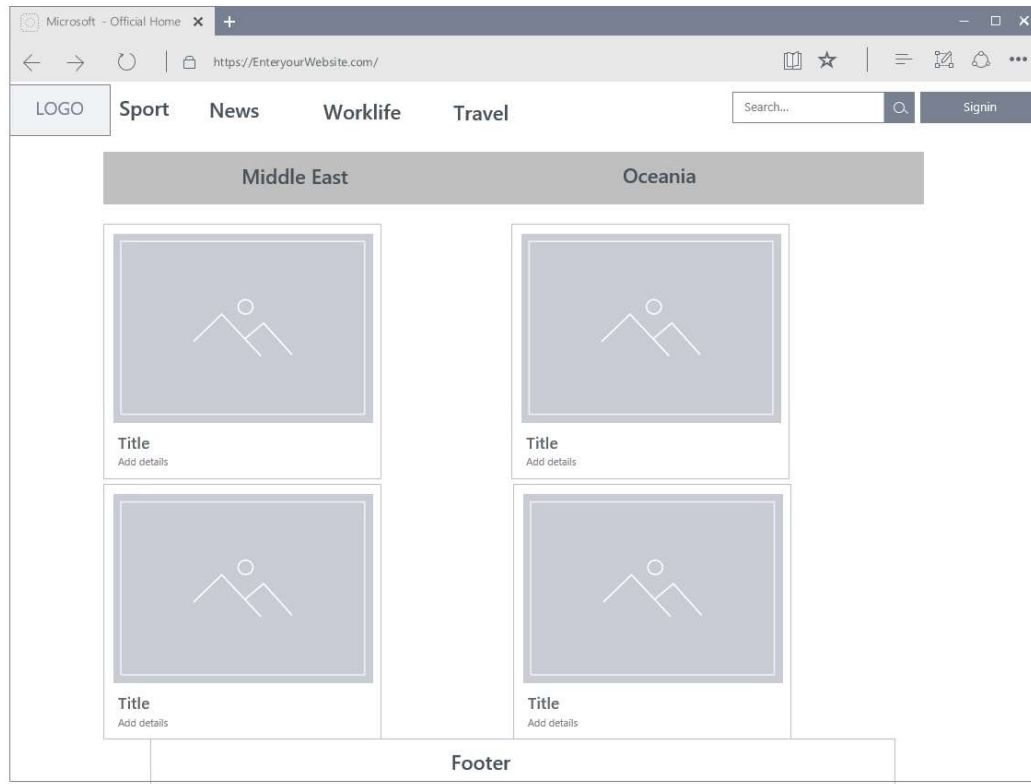 Microsoft - Official Home
https://EnteryourWebsite.com/
LOGO Sport News Worklife Travel Search... Signin
Middle East Oceania
Title Title
Add details Add details
Title Title
Add details Add details
Footer